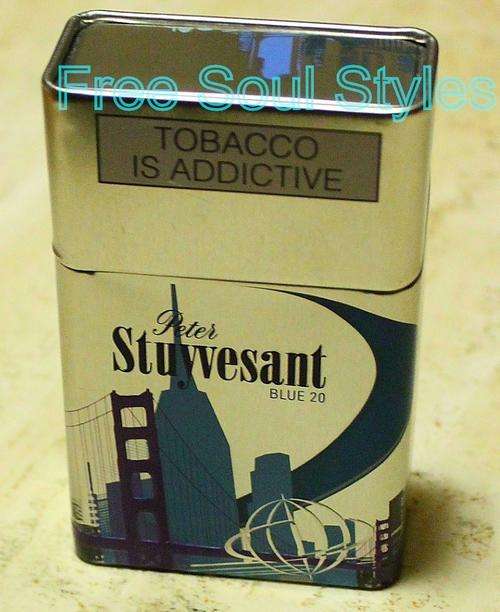 Free Soul Styles
TOBACCO
IS ADDICTIVE
Peter
Stuyvesant
BLUE 20